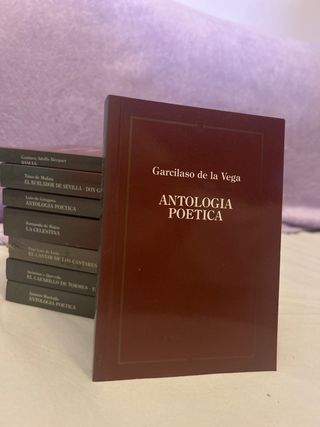 Garcilaso de la Vega
ANTOLOGIA
POETICA
Gustavo Adolfo Bécquer
RIMAS
Tirso de Molina
EL BURLADOR DE SEVILLA · DON G
Luis de Góngora
ANTOLOGIA POETICA
Fernando de Rojas
LA CELESTINA
Fray Luis de León
EL CANTAR DE LOS CANTARES
EL LAZARILLO DE TORMES
Antonio Machado
ANTOLOGIA POETICA